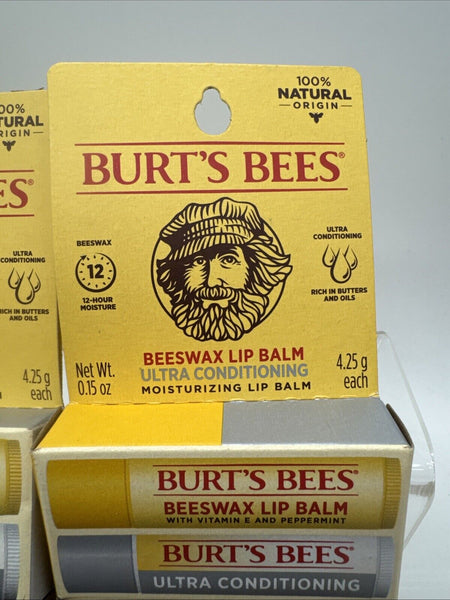 00%
TURAL
RIGIN
ES®
ULTRA
CONDITIONING
RICH IN BUTTERS
AND OILS
4.25 g
each
100%
NATURAL
ORIGIN
BURT'S BEES®
BEESWAX
12
12-HOUR
MOISTURE
ULTRA
CONDITIONING
RICH IN BUTTERS
AND OILS
BEESWAX LIP BALM
ULTRA CONDITIONING
MOISTURIZING LIP BALM
Net Wt.
0.15 oz
4.25 g
each
BURT'S BEES®
BEESWAX LIP BALM
WITH VITAMIN E AND PEPPERMINT
BURT'S BEES®
ULTRA CONDITIONING